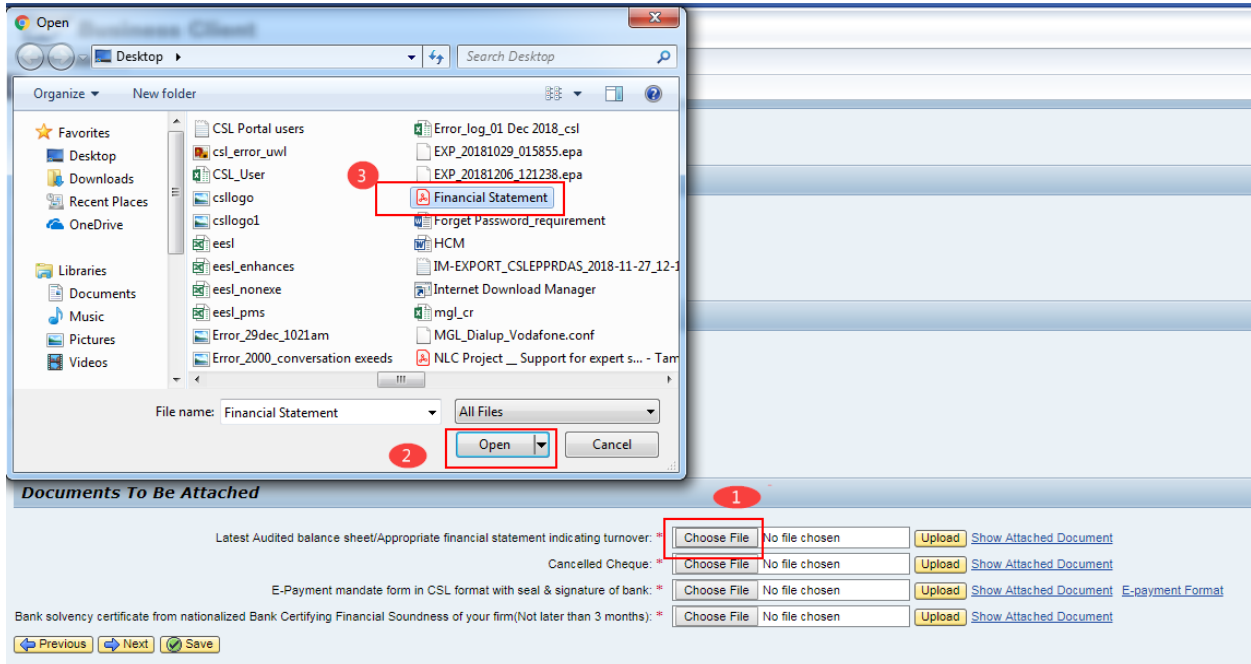 Open
Business Client
Desktop
Search Desktop
Organize
New folder
Favorites
Desktop
Downloads
Recent Places
OneDrive
Libraries
Documents
Music
Pictures
Videos
CSL Portal users
csl_error_uwl
CSL_User
csllogo
csllogo1
eesl
eesl_enhances
eesl_nonexe
eesl_pms
Error_29dec_1021am
Error_2000_conversation exeeds
Error_log_01 Dec 2018_csl
EXP_20181029_015855.epa
EXP_20181206_121238.epa
3
Financial Statement
Forget Password_requirement
HCM
IM-EXPORT_CSLEPPRDAS_2018-11-27_12-1
Internet Download Manager
mgl_cr
MGL_Dialup_Vodafone.conf
NLC Project __ Support for expert s... - Tam
File name: Financial Statement
All Files
2
Open
Cancel
Documents To Be Attached
1
Latest Audited balance sheet/Appropriate financial statement indicating turnover: * Choose File No file chosen Upload Show Attached Document
Cancelled Cheque: * Choose File No file chosen Upload Show Attached Document
E-Payment mandate form in CSL format with seal & signature of bank: * Choose File No file chosen Upload Show Attached Document E-payment Format
Bank solvency certificate from nationalized Bank Certifying Financial Soundness of your firm(Not later than 3 months): * Choose File No file chosen Upload Show Attached Document
Previous Next Save